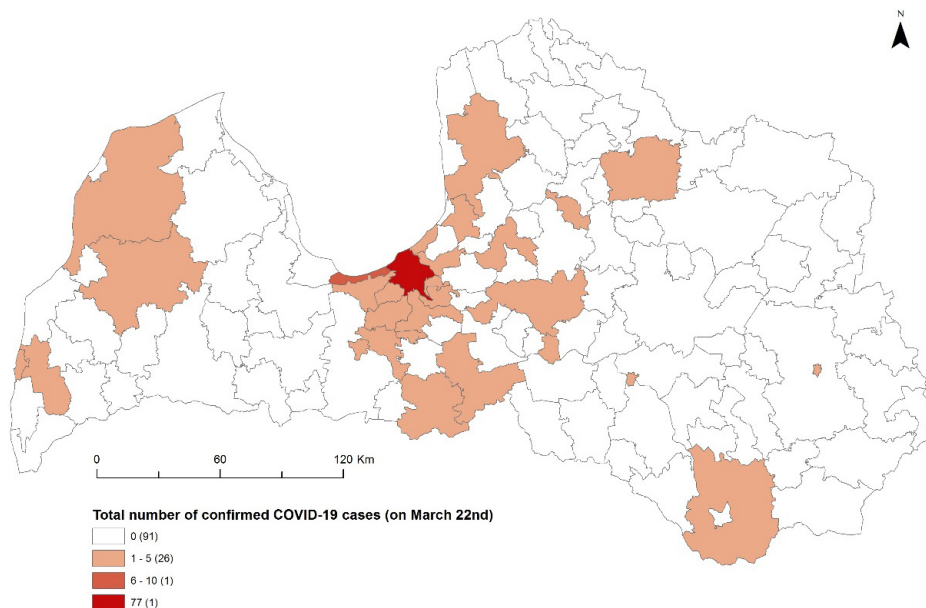 N
0 60 120 Km
Total number of confirmed COVID-19 cases (on March 22nd)
0 (91)
1 - 5 (26)
6 - 10 (1)
77 (1)